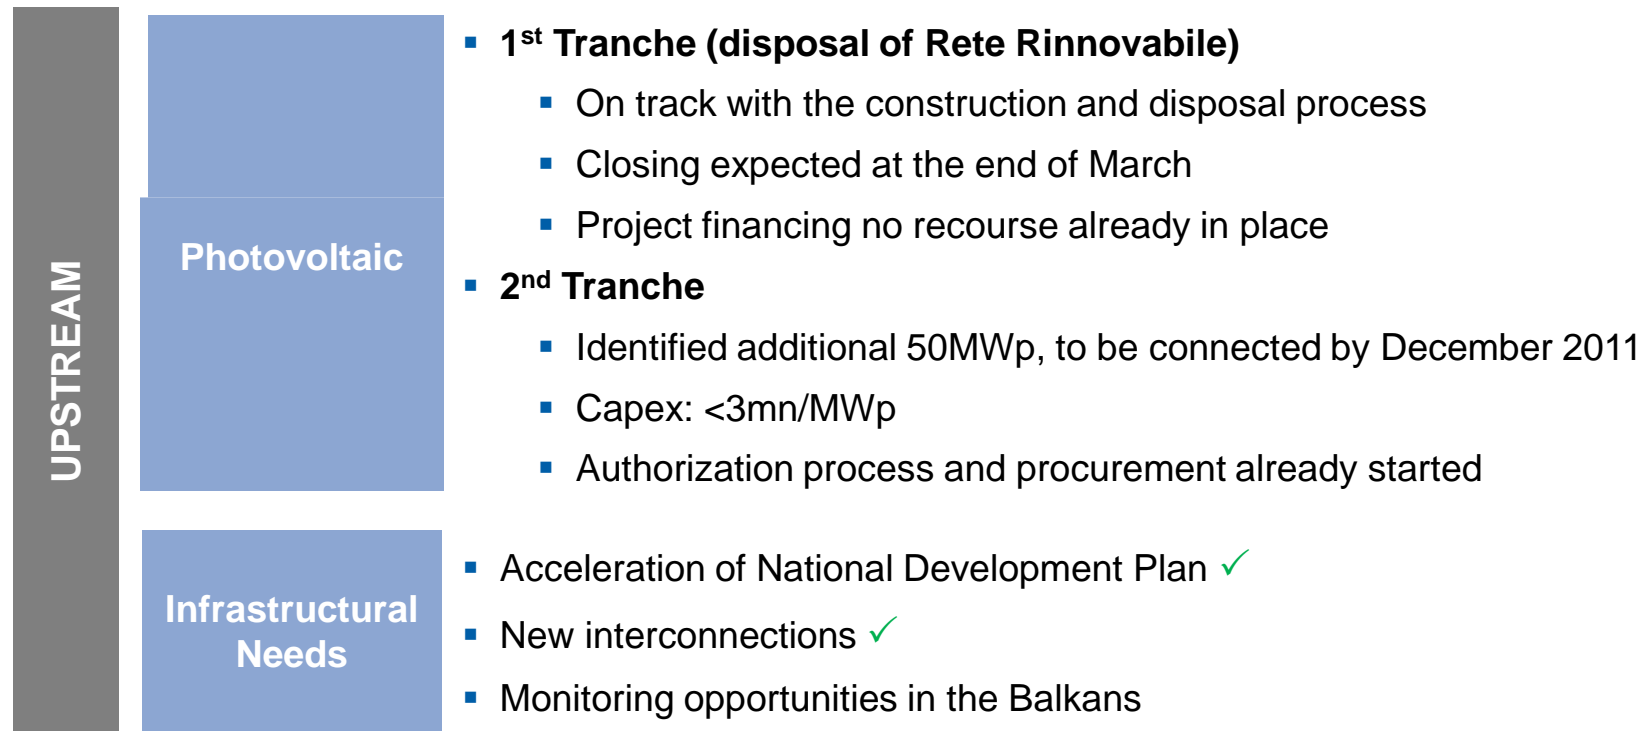 UPSTREAM
Photovoltaic
▪ 1st Tranche (disposal of Rete Rinnovabile)
▪ On track with the construction and disposal process
▪ Closing expected at the end of March
▪ Project financing no recourse already in place
▪ 2nd Tranche
▪ Identified additional 50MWp, to be connected by December 2011
▪ Capex: <3mn/MWp
▪ Authorization process and procurement already started
Infrastructural
Needs
▪ Acceleration of National Development Plan ✓
▪ New interconnections ✓
▪ Monitoring opportunities in the Balkans